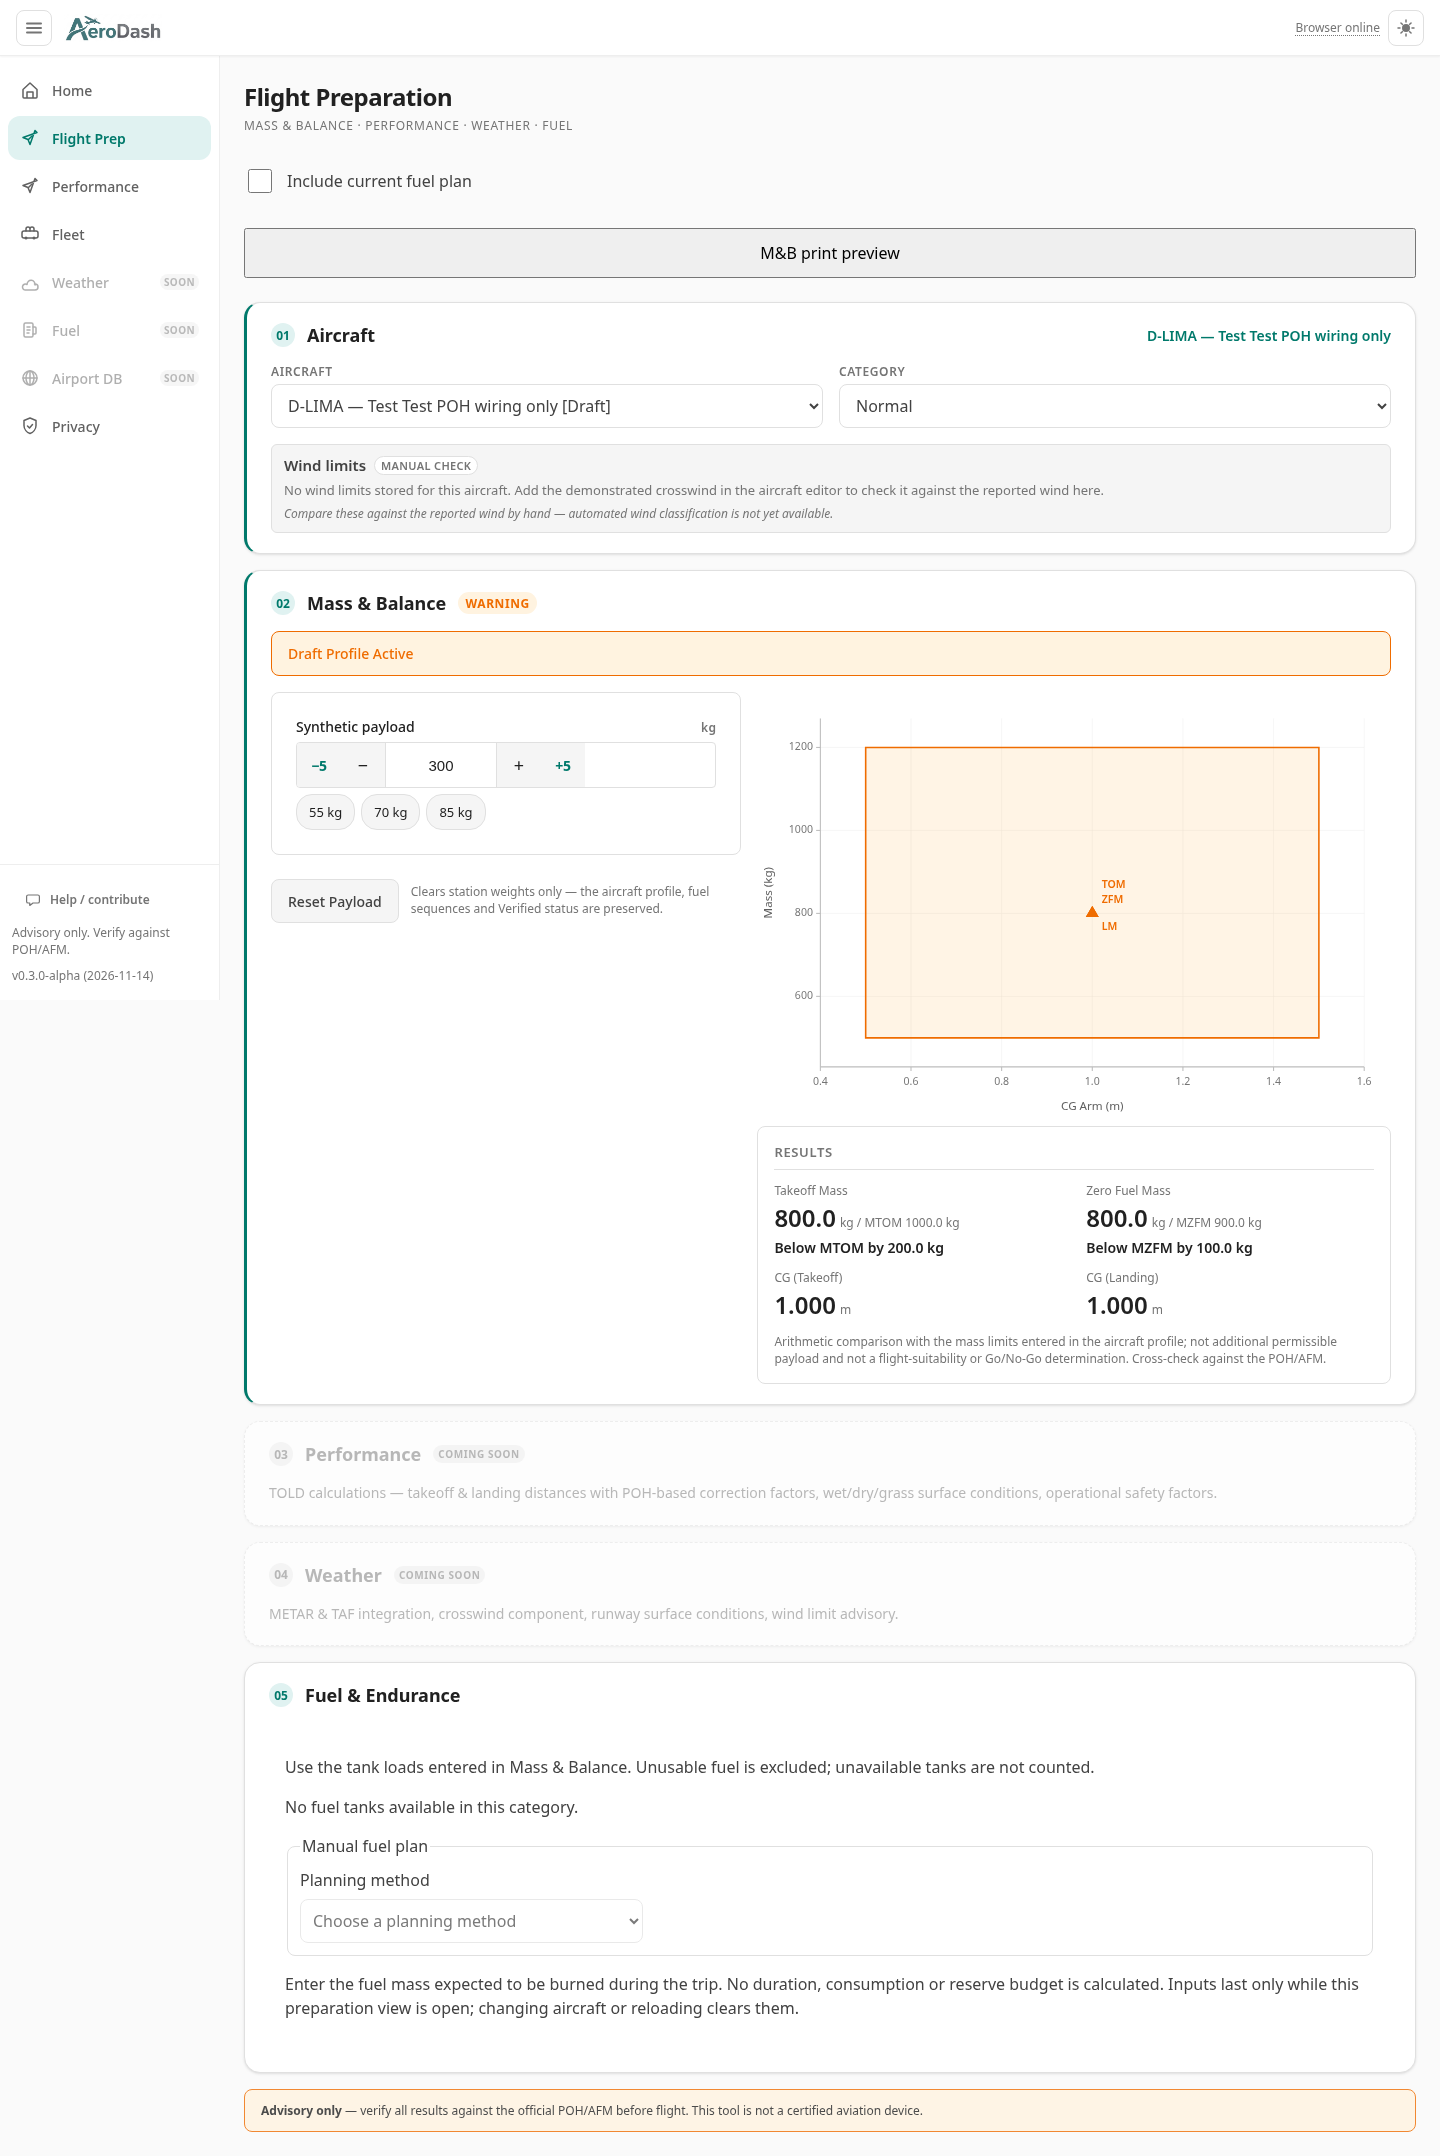 AeroDash
Browser online
Home
Flight Prep
Performance
Fleet
Weather SOON
Fuel SOON
Airport DB SOON
Privacy
Help / contribute
Advisory only. Verify against
POH/AFM.
v0.3.0-alpha (2026-11-14)
Flight Preparation
MASS & BALANCE · PERFORMANCE · WEATHER · FUEL
Include current fuel plan
M&B print preview
01 Aircraft
D-LIMA — Test Test POH wiring only
AIRCRAFT
CATEGORY
D-LIMA — Test Test POH wiring only [Draft]
Normal
Wind limits MANUAL CHECK
No wind limits stored for this aircraft. Add the demonstrated crosswind in the aircraft editor to check it against the reported wind here.
Compare these against the reported wind by hand — automated wind classification is not yet available.
02 Mass & Balance WARNING
Draft Profile Active
Synthetic payload kg
−5 − 300 + +5
55 kg 70 kg 85 kg
Reset Payload
Clears station weights only — the aircraft profile, fuel
sequences and Verified status are preserved.
Mass (kg)
1200
1000
800
600
TOM
ZFM
LM
0.4 0.6 0.8 1.0 1.2 1.4 1.6
CG Arm (m)
RESULTS
Takeoff Mass
800.0 kg / MTOM 1000.0 kg
Below MTOM by 200.0 kg
Zero Fuel Mass
800.0 kg / MZFM 900.0 kg
Below MZFM by 100.0 kg
CG (Takeoff)
1.000 m
CG (Landing)
1.000 m
Arithmetic comparison with the mass limits entered in the aircraft profile; not additional permissible
payload and not a flight-suitability or Go/No-Go determination. Cross-check against the POH/AFM.
03 Performance COMING SOON
TOLD calculations — takeoff & landing distances with POH-based correction factors, wet/dry/grass surface conditions, operational safety factors.
04 Weather COMING SOON
METAR & TAF integration, crosswind component, runway surface conditions, wind limit advisory.
05 Fuel & Endurance
Use the tank loads entered in Mass & Balance. Unusable fuel is excluded; unavailable tanks are not counted.
No fuel tanks available in this category.
Manual fuel plan
Planning method
Choose a planning method
Enter the fuel mass expected to be burned during the trip. No duration, consumption or reserve budget is calculated. Inputs last only while this
preparation view is open; changing aircraft or reloading clears them.
Advisory only — verify all results against the official POH/AFM before flight. This tool is not a certified aviation device.